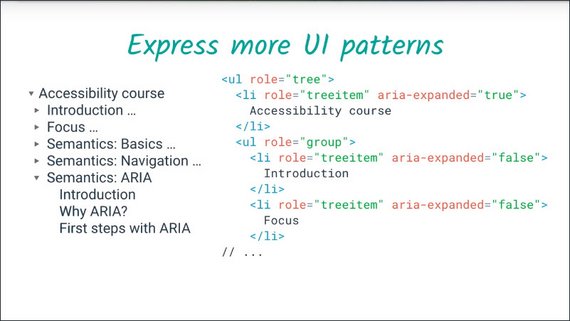 Express more UI patterns
Accessibility course
Introduction …
Focus …
Semantics: Basics …
Semantics: Navigation …
Semantics: ARIA
Introduction
Why ARIA?
First steps with ARIA
<ul role="tree">
<li role="treeitem" aria-expanded="true">
Accessibility course
</li>
<ul role="group">
<li role="treeitem" aria-expanded="false">
Introduction
</li>
<li role="treeitem" aria-expanded="false">
Focus
</li>
// ...